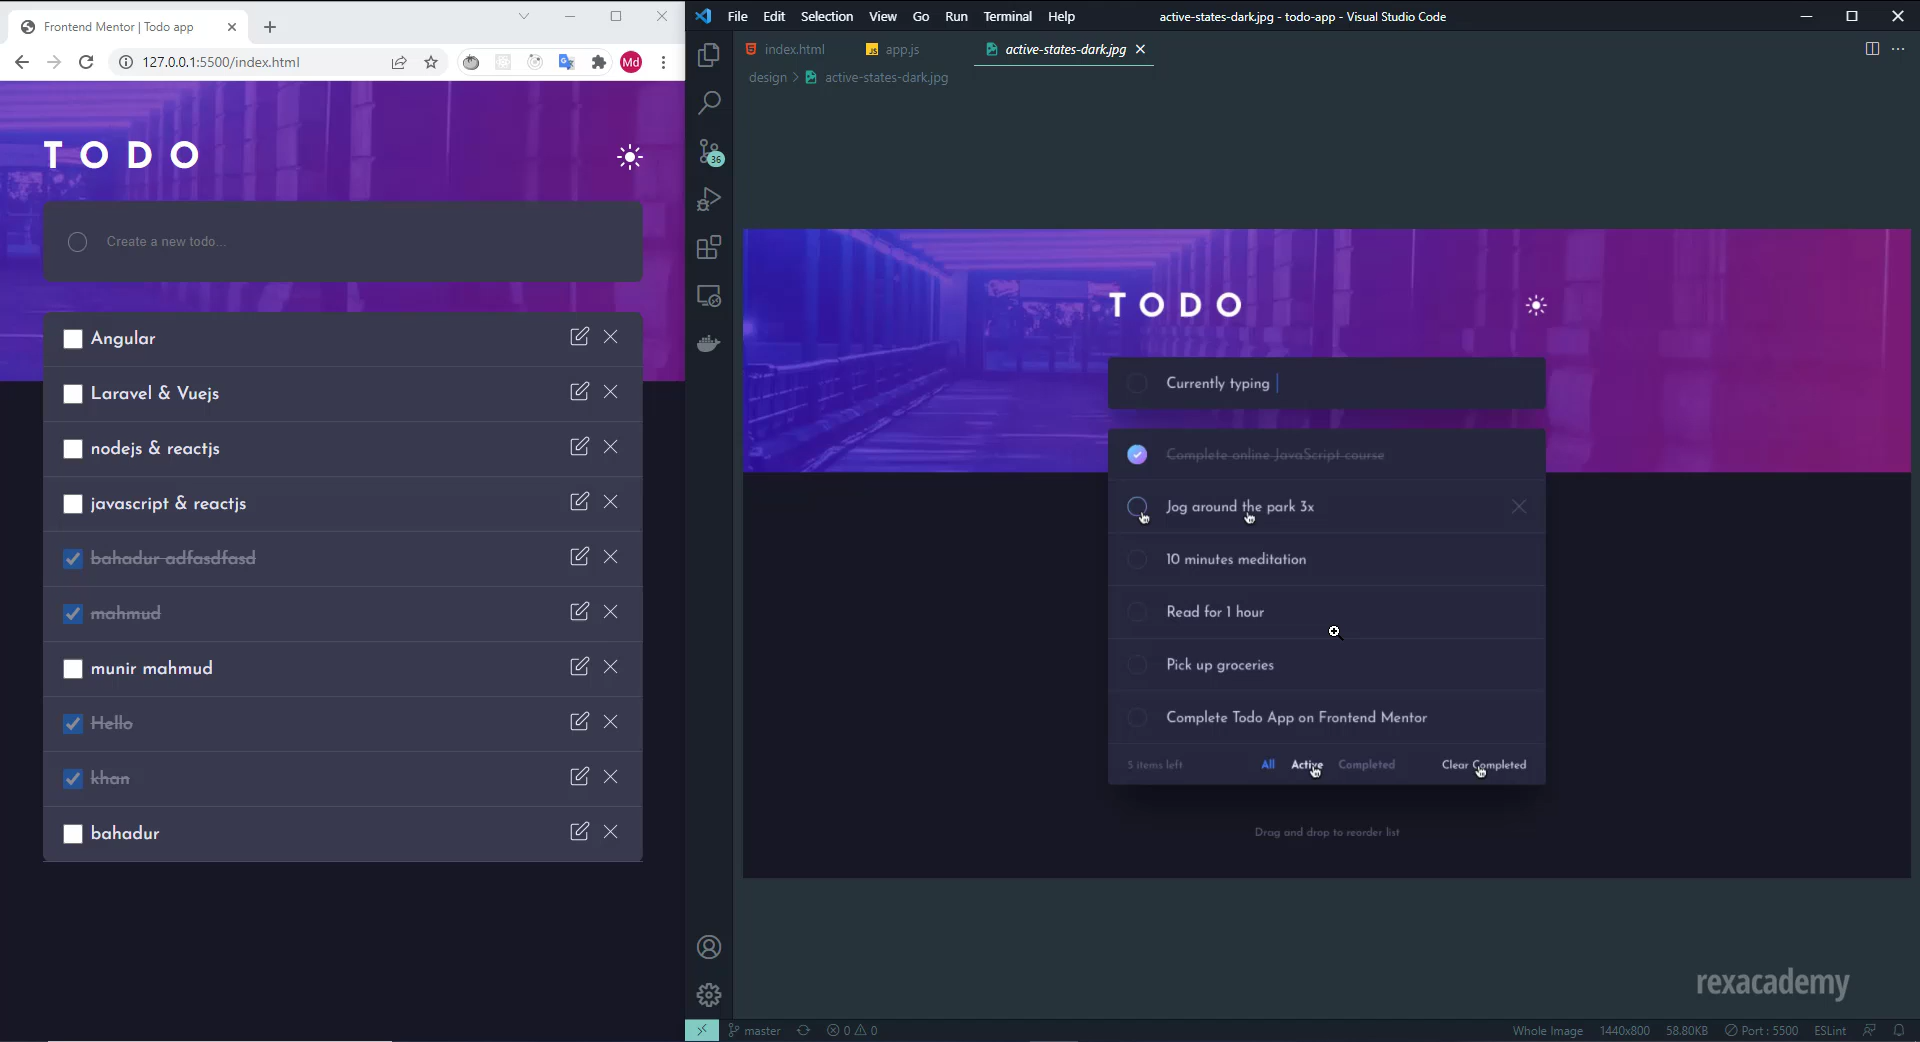 Frontend Mentor | Todo app
127.0.0.1:5500/index.html
Md
TODO
Create a new todo...
Angular
Laravel & Vuejs
nodejs & reactjs
javascript & reactjs
bahadur adfasdfasd
mahmud
munir mahmud
Hello
khan
bahadur
File Edit Selection View Go Run Terminal Help
active-states-dark.jpg - todo-app - Visual Studio Code
index.html
app.js
active-states-dark.jpg
design > active-states-dark.jpg
36
TODO
Currently typing
Complete online JavaScript course
Jog around the park 3x
10 minutes meditation
Read for 1 hour
Pick up groceries
Complete Todo App on Frontend Mentor
5 items left All Active Completed Clear Completed
Drag and drop to reorder list
rexacademy
master 0 0 Whole Image 1440x800 58.80KB Port : 5500 ESLint